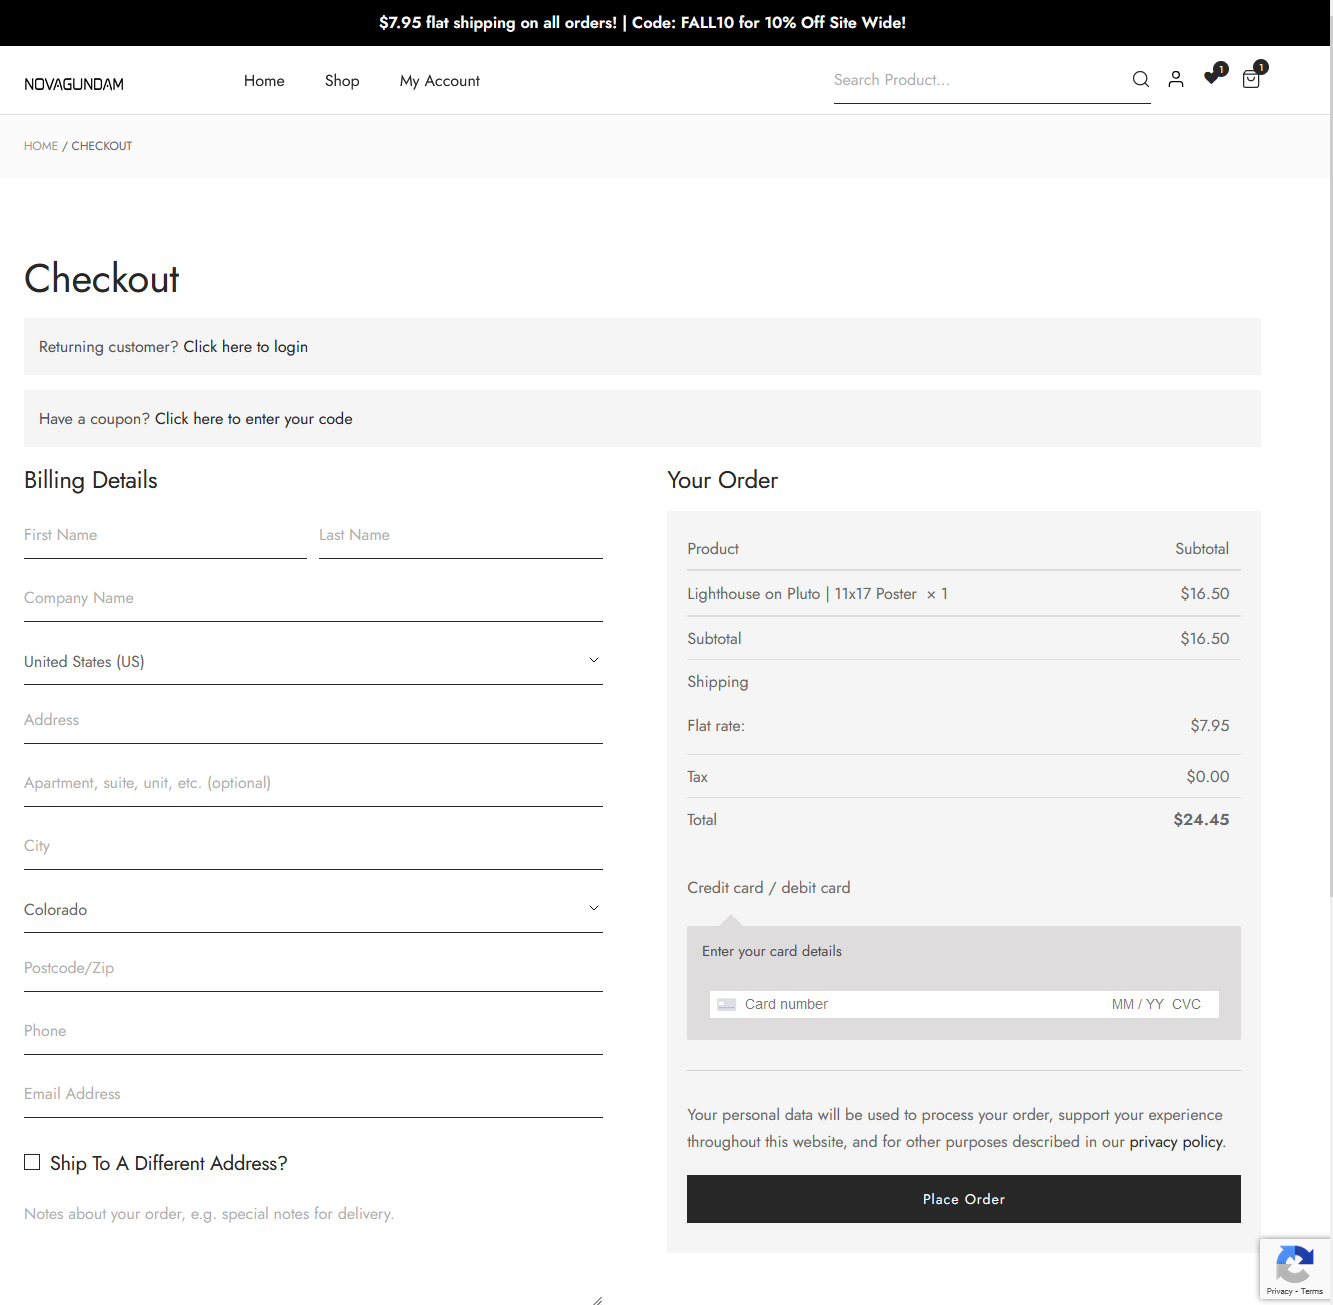 $7.95 flat shipping on all orders! | Code: FALL10 for 10% Off Site Wide!
NOVAGUNDAM
Home
Shop
My Account
Search Product...
1
1
HOME / CHECKOUT
Checkout
Returning customer? Click here to login
Have a coupon? Click here to enter your code
Billing Details
First Name
Last Name
Company Name
United States (US)
Address
Apartment, suite, unit, etc. (optional)
City
Colorado
Postcode/Zip
Phone
Email Address
Ship To A Different Address?
Notes about your order, e.g. special notes for delivery.
Your Order
Product Subtotal
Lighthouse on Pluto | 11x17 Poster × 1 $16.50
Subtotal $16.50
Shipping
Flat rate: $7.95
Tax $0.00
Total $24.45
Credit card / debit card
Enter your card details
Card number MM / YY CVC
Your personal data will be used to process your order, support your experience
throughout this website, and for other purposes described in our privacy policy.
Place Order
Privacy - Terms